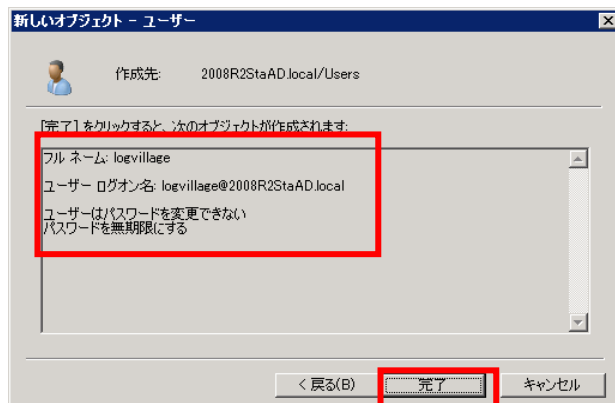 新しいオブジェクト - ユーザー
作成先: 2008R2StaAD.local/Users
[完了] をクリックすると、次のオブジェクトが作成されます:
フル ネーム: logvillage
ユーザー ログオン名: logvillage@2008R2StaAD.local
ユーザーはパスワードを変更できない
パスワードを無期限にする
< 戻る(B) 完了 キャンセル